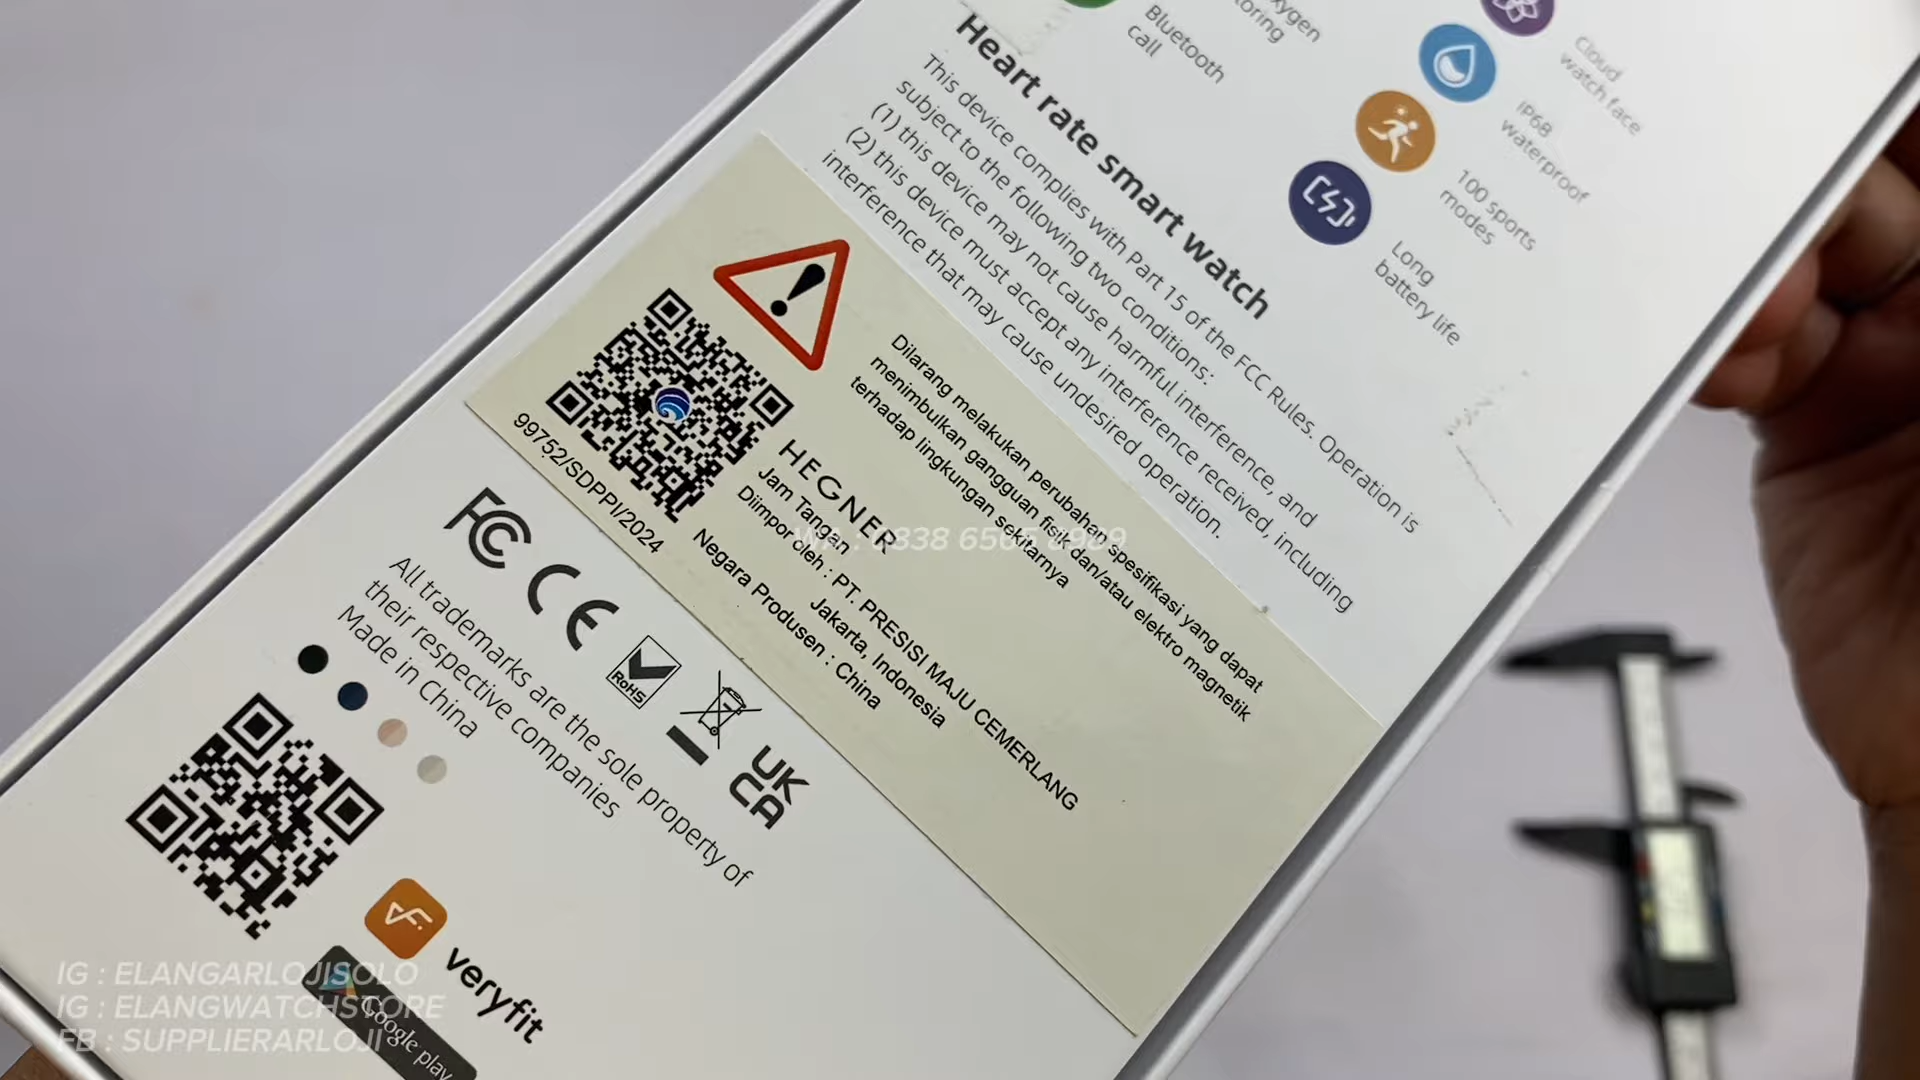 Bluetooth
call
Cloud
watch face
IP68
waterproof
100 sports
modes
Long
battery life
Heart rate smart watch
This device complies with Part 15 of the FCC Rules. Operation is
subject to the following two conditions:
(1) this device may not cause harmful interference, and
(2) this device must accept any interference received, including
interference that may cause undesired operation.
Dilarang melakukan perubahan spesifikasi yang dapat
menimbulkan gangguan fisik dan/atau elektro magnetik
terhadap lingkungan sekitarnya
99752/SDPPI/2024
HEGNER
Jam Tangan
Diimpor oleh : PT. PRESISI MAJU CEMERLANG
Jakarta, Indonesia
Negara Produsen : China
FC CE RoHS UK CA
All trademarks are the sole property of
their respective companies
Made in China
veryfit
Google play
WA : 0838 6565 8989
IG : ELANGARLOJISOLO
IG : ELANGWATCHSTORE
FB : SUPPLIERARLOJI